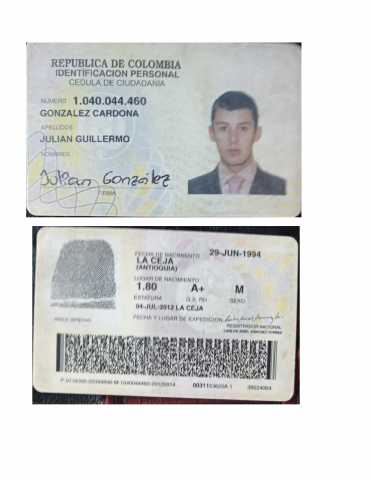 REPUBLICA DE COLOMBIA
IDENTIFICACION PERSONAL
CEDULA DE CIUDADANIA
NUMERO 1.040.044.460
GONZALEZ CARDONA
APELLIDOS
JULIAN GUILLERMO
NOMBRES
Julian González
FIRMA
FECHA DE NACIMIENTO 29-JUN-1994
LA CEJA
(ANTIOQUIA)
LUGAR DE NACIMIENTO
1.80 A+ M
ESTATURA G.S. RH SEXO
04-JUL-2012 LA CEJA
FECHA Y LUGAR DE EXPEDICION
INDICE DERECHO
REGISTRADOR NACIONAL